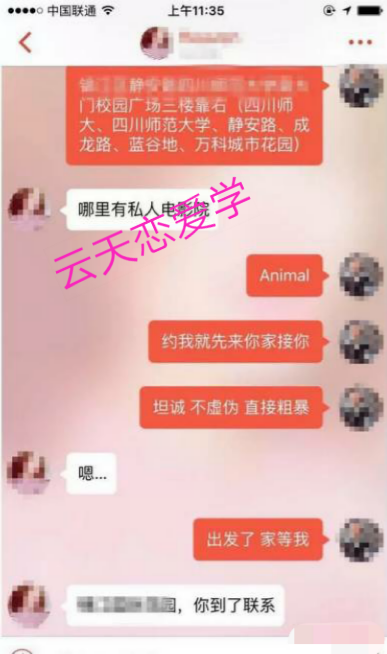 中国联通
上午11:35
静安路四川
门校园广场三楼靠右（四川师
大、四川师范大学、静安路、成
龙路、蓝谷地、万科城市花园）
哪里有私人电影院
云天恋爱学
Animal
约我就先来你家接你
坦诚 不虚伪 直接粗暴
嗯...
出发了 家等我
园，你到了联系